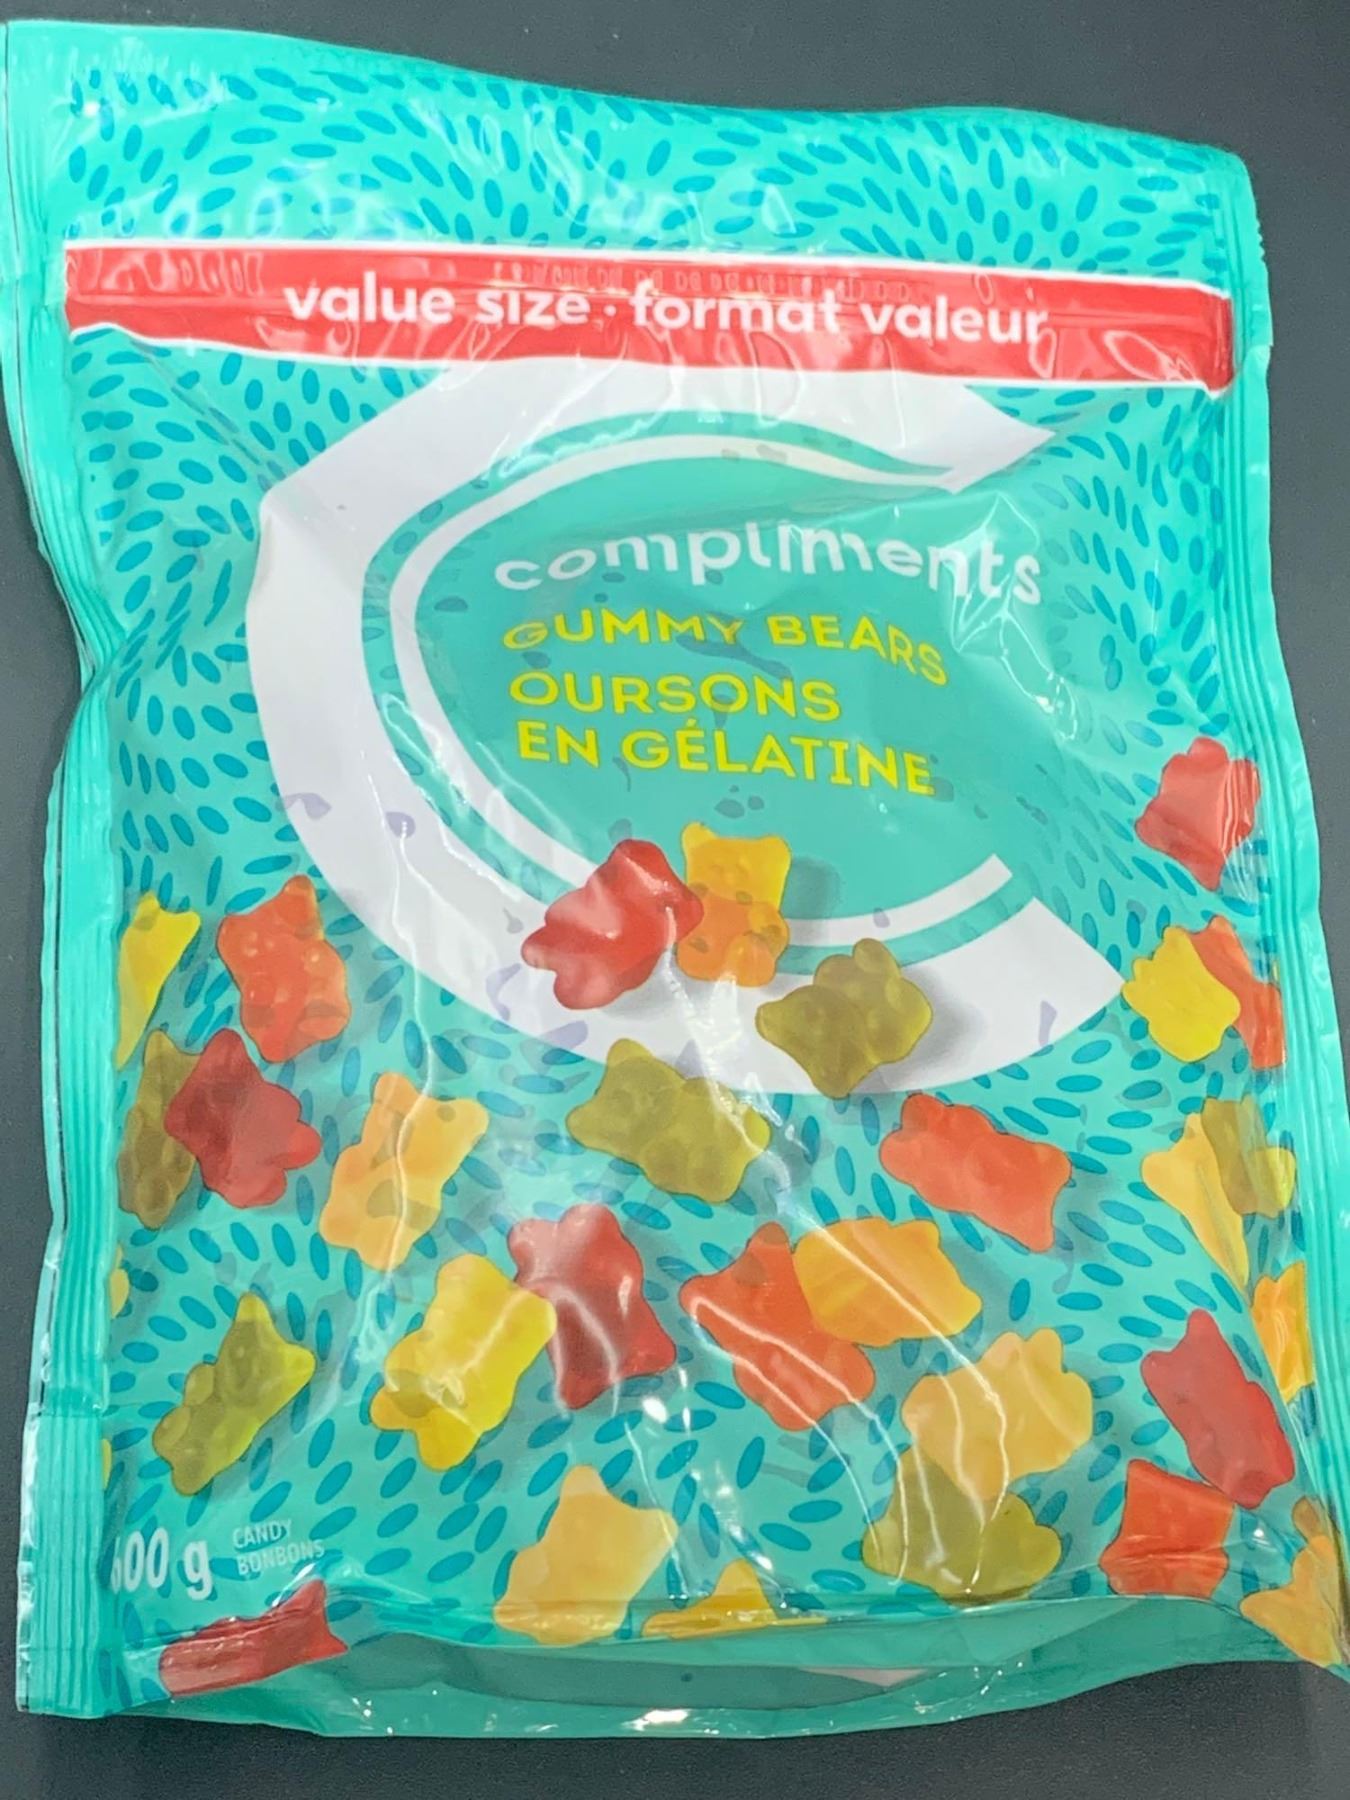 value size · format valeur
compliments
GUMMY BEARS
OURSONS
EN GÉLATINE
CANDY
BONBONS